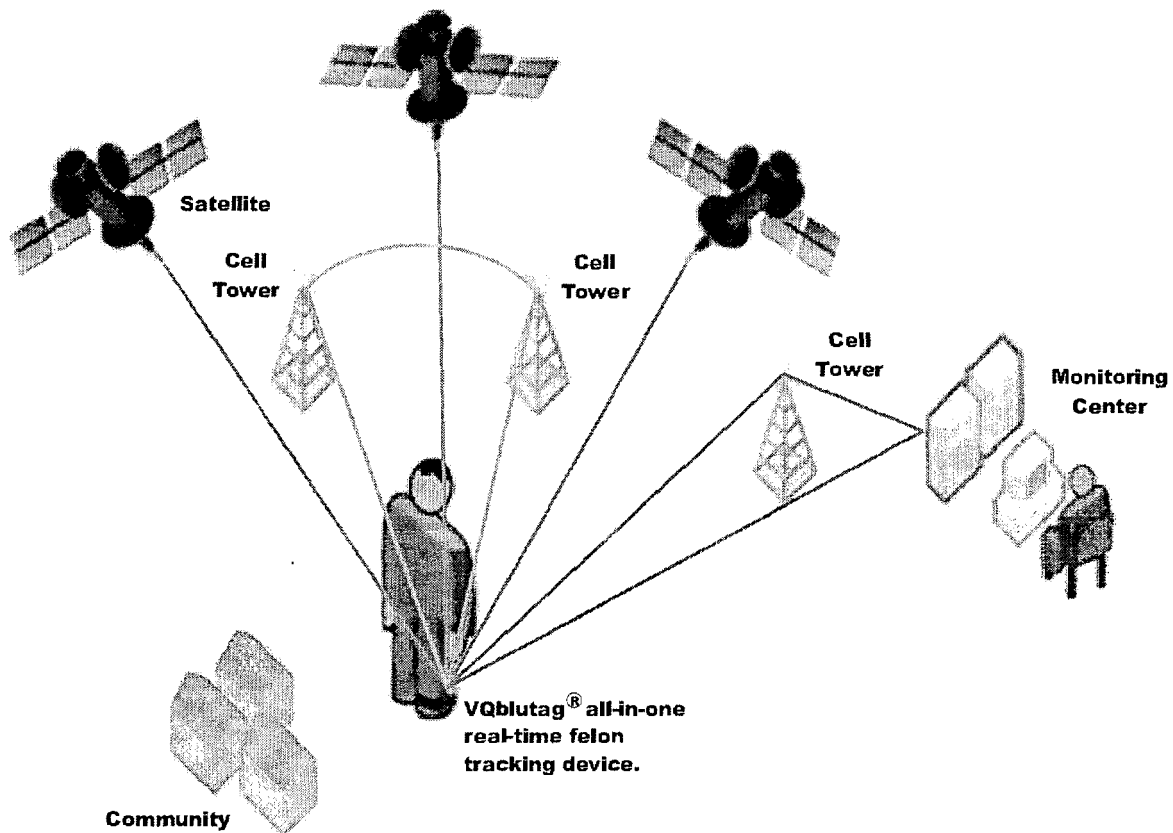 Satellite
Cell
Tower
Cell
Tower
Cell
Tower
Monitoring
Center
VQblutag® all-in-one
real-time felon
tracking device.
Community